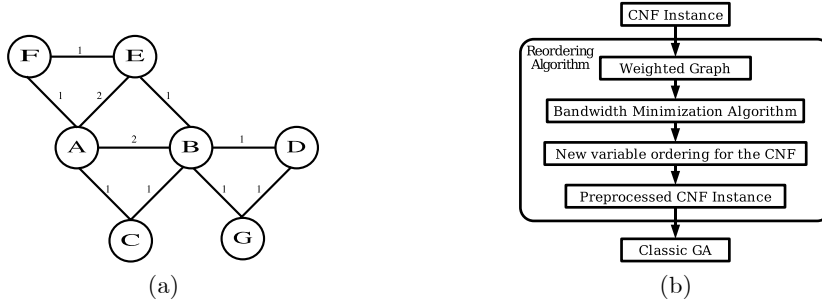 F
1
E
1
2
1
A
2
B
1
D
1
1
1
1
C
G
(a)
CNF Instance
Reordering
Algorithm
Weighted Graph
Bandwidth Minimization Algorithm
New variable ordering for the CNF
Preprocessed CNF Instance
Classic GA
(b)